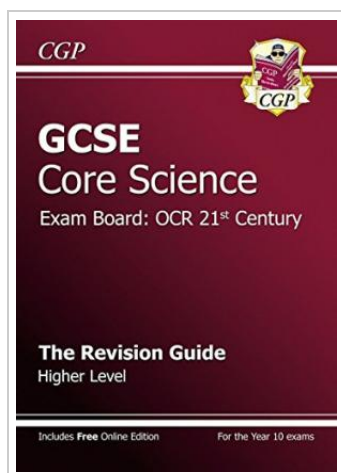 CGP
CGP
CGP
GCSE
Core Science
Exam Board: OCR 21st Century
The Revision Guide
Higher Level
Includes Free Online Edition
For the Year 10 exams